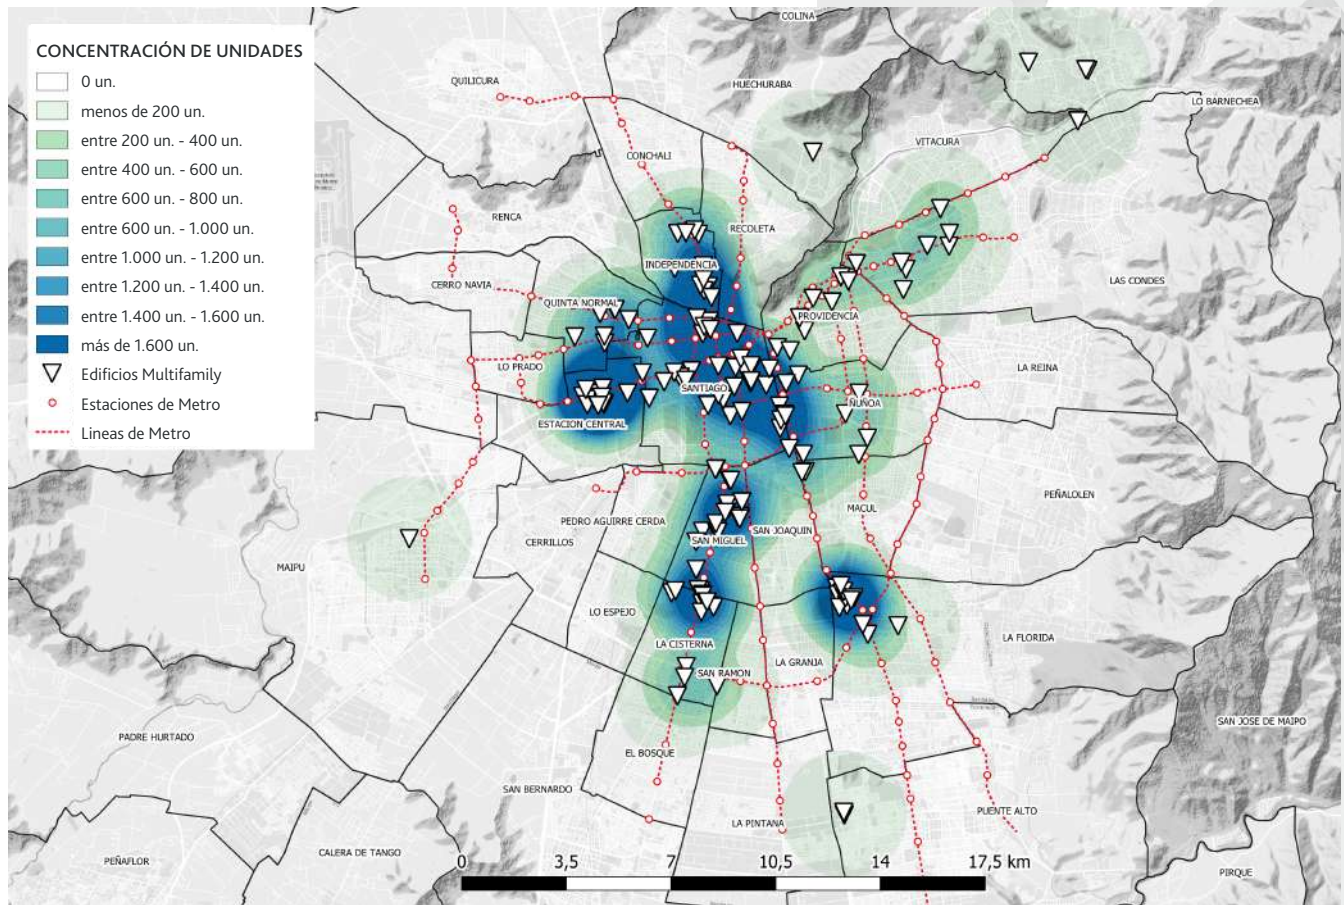 CONCENTRACIÓN DE UNIDADES
0 un.
menos de 200 un.
entre 200 un. - 400 un.
entre 400 un. - 600 un.
entre 600 un. - 800 un.
entre 600 un. - 1.000 un.
entre 1.000 un. - 1.200 un.
entre 1.200 un. - 1.400 un.
entre 1.400 un. - 1.600 un.
más de 1.600 un.
Edificios Multifamily
Estaciones de Metro
Lineas de Metro
COLINA
QUILICURA
HUECHURABA
LO BARNECHEA
VITACURA
CONCHALI
RENCA
RECOLETA
INDEPENDENCIA
LAS CONDES
CERRO NAVIA
QUINTA NORMAL
PROVIDENCIA
LO PRADO
LA REINA
SANTIAGO
ÑUÑOA
ESTACION CENTRAL
PEÑALOLEN
MACUL
PEDRO AGUIRRE CERDA
SAN JOAQUIN
CERRILLOS
SAN MIGUEL
MAIPU
LO ESPEJO
LA FLORIDA
LA CISTERNA
LA GRANJA
SAN RAMON
SAN JOSE DE MAIPO
PADRE HURTADO
EL BOSQUE
SAN BERNARDO
PUENTE ALTO
LA PINTANA
CALERA DE TANGO
PEÑAFLOR
PIRQUE
0 3,5 7 10,5 14 17,5 km